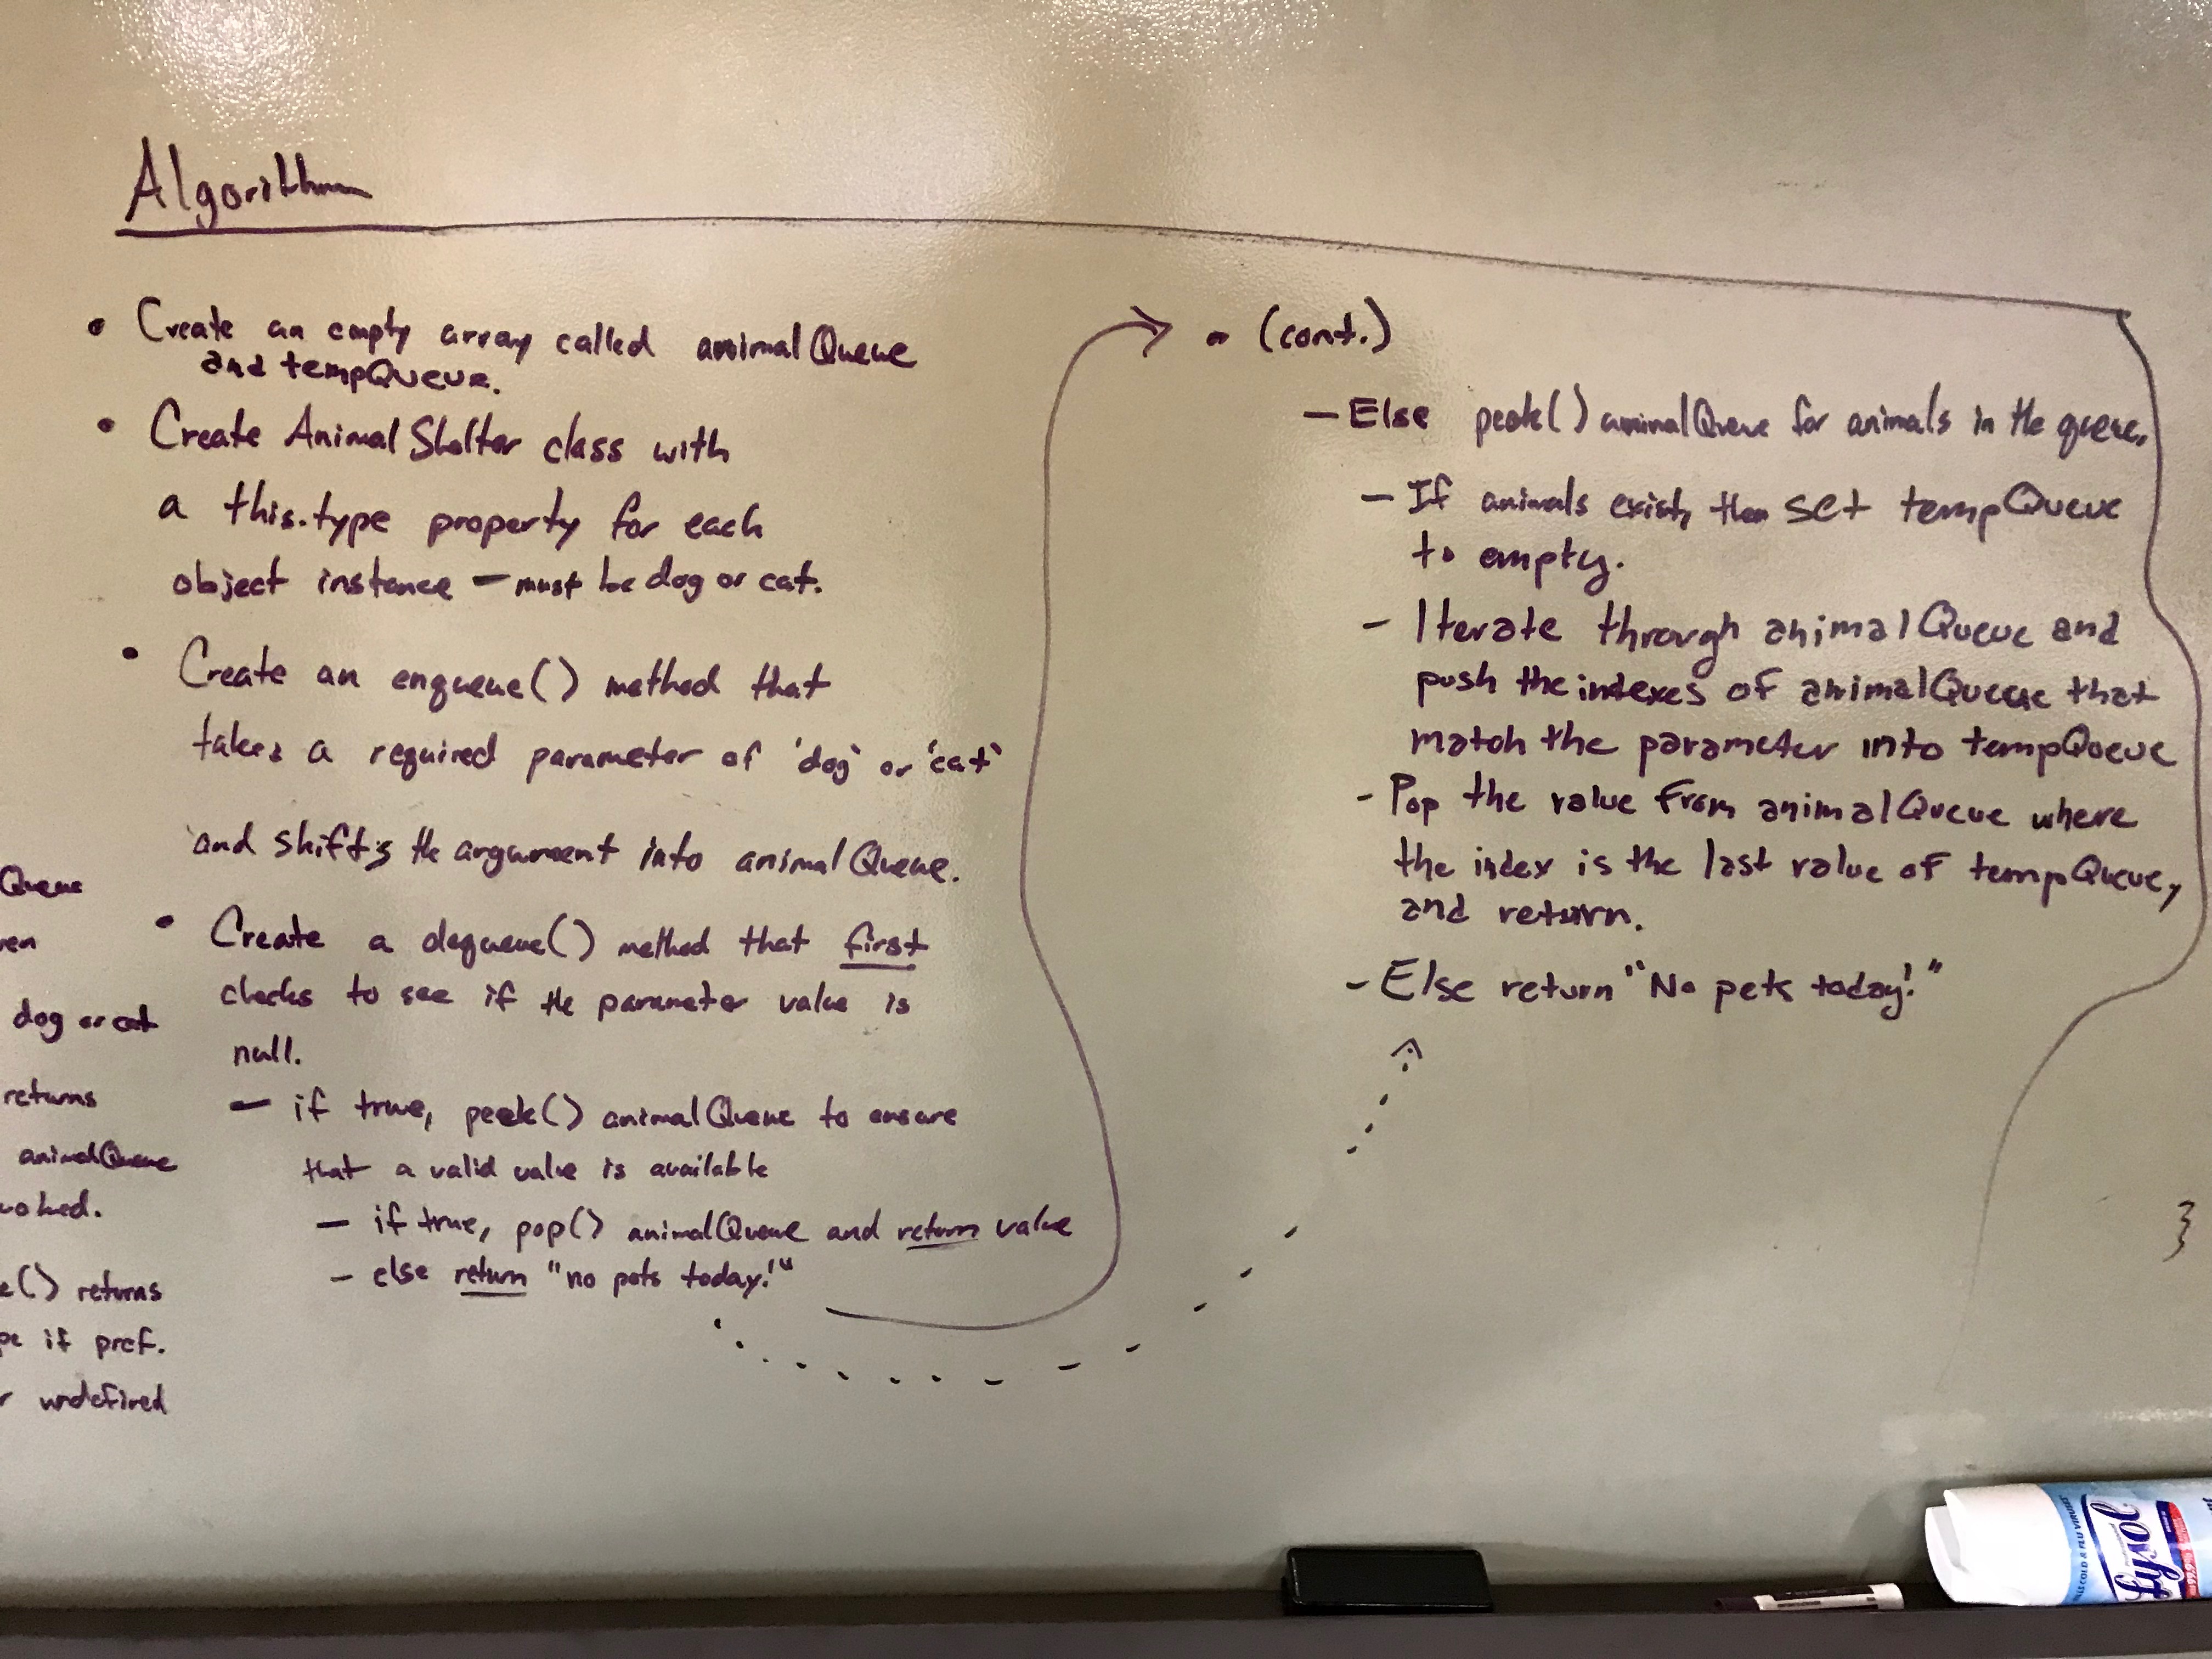 Algorithm
• Create an empty array called animalQueue
and tempQueue.
• Create AnimalShelter class with
a this.type property for each
object instance — must be dog or cat.
• Create an enqueue() method that
takes a required parameter of 'dog' or 'cat'
and shifts the argument into animalQueue.
• Create a dequeue() method that first
checks to see if the parameter value is
null.
— if true, peek() animalQueue to ensure
that a valid value is available
— if true, pop() animalQueue and return value
— else return "no pets today!"
• (cont.)
— Else peek() animalQueue for animals in the queue.
— If animals exist, then set tempQueue
to empty.
— Iterate through animalQueue and
push the indexes of animalQueue that
match the parameter into tempQueue
- Pop the value from animalQueue where
the index is the last value of tempQueue,
and return.
- Else return "No pets today!"
}
Queue
dog or cat
returns
animalQueue
() returns
if pref.
undefined
Lysol
KILLS COLD & FLU VIRUSES
99.9%